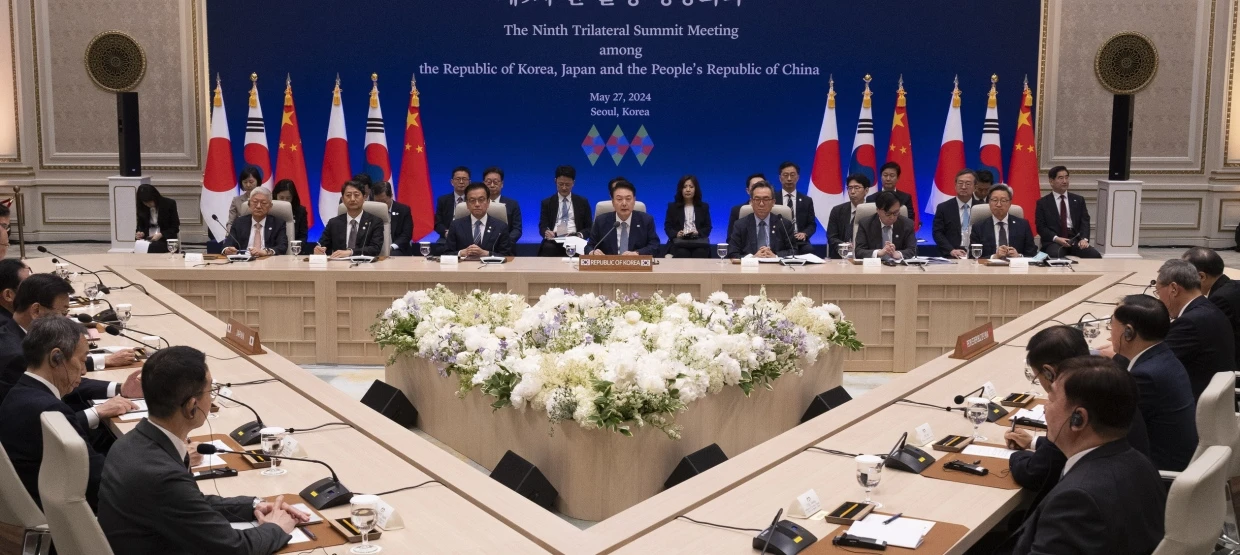 The Ninth Trilateral Summit Meeting
among
the Republic of Korea, Japan and the People's Republic of China
May 27, 2024
Seoul, Korea
REPUBLIC OF KOREA
JAPAN